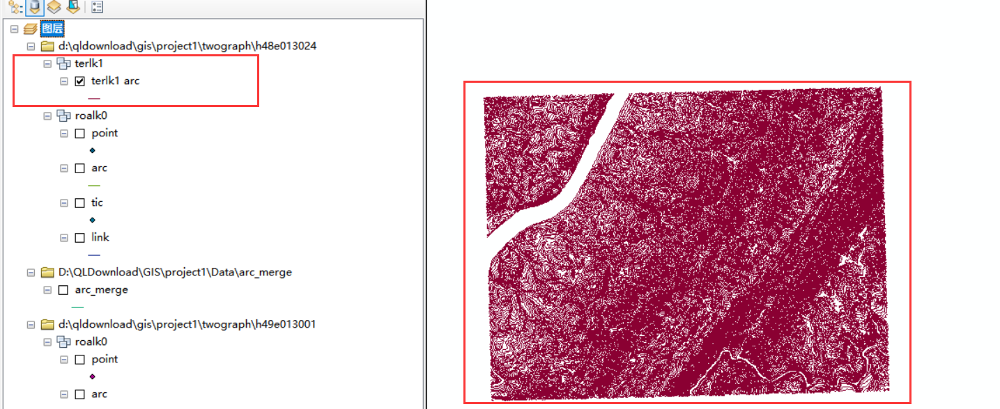 图层
d:\qldownload\gis\project1\twograph\h48e013024
terlk1
terlk1 arc
roalk0
point
arc
tic
link
D:\QLDownload\GIS\project1\Data\arc_merge
arc_merge
d:\qldownload\gis\project1\twograph\h49e013001
roalk0
point
arc